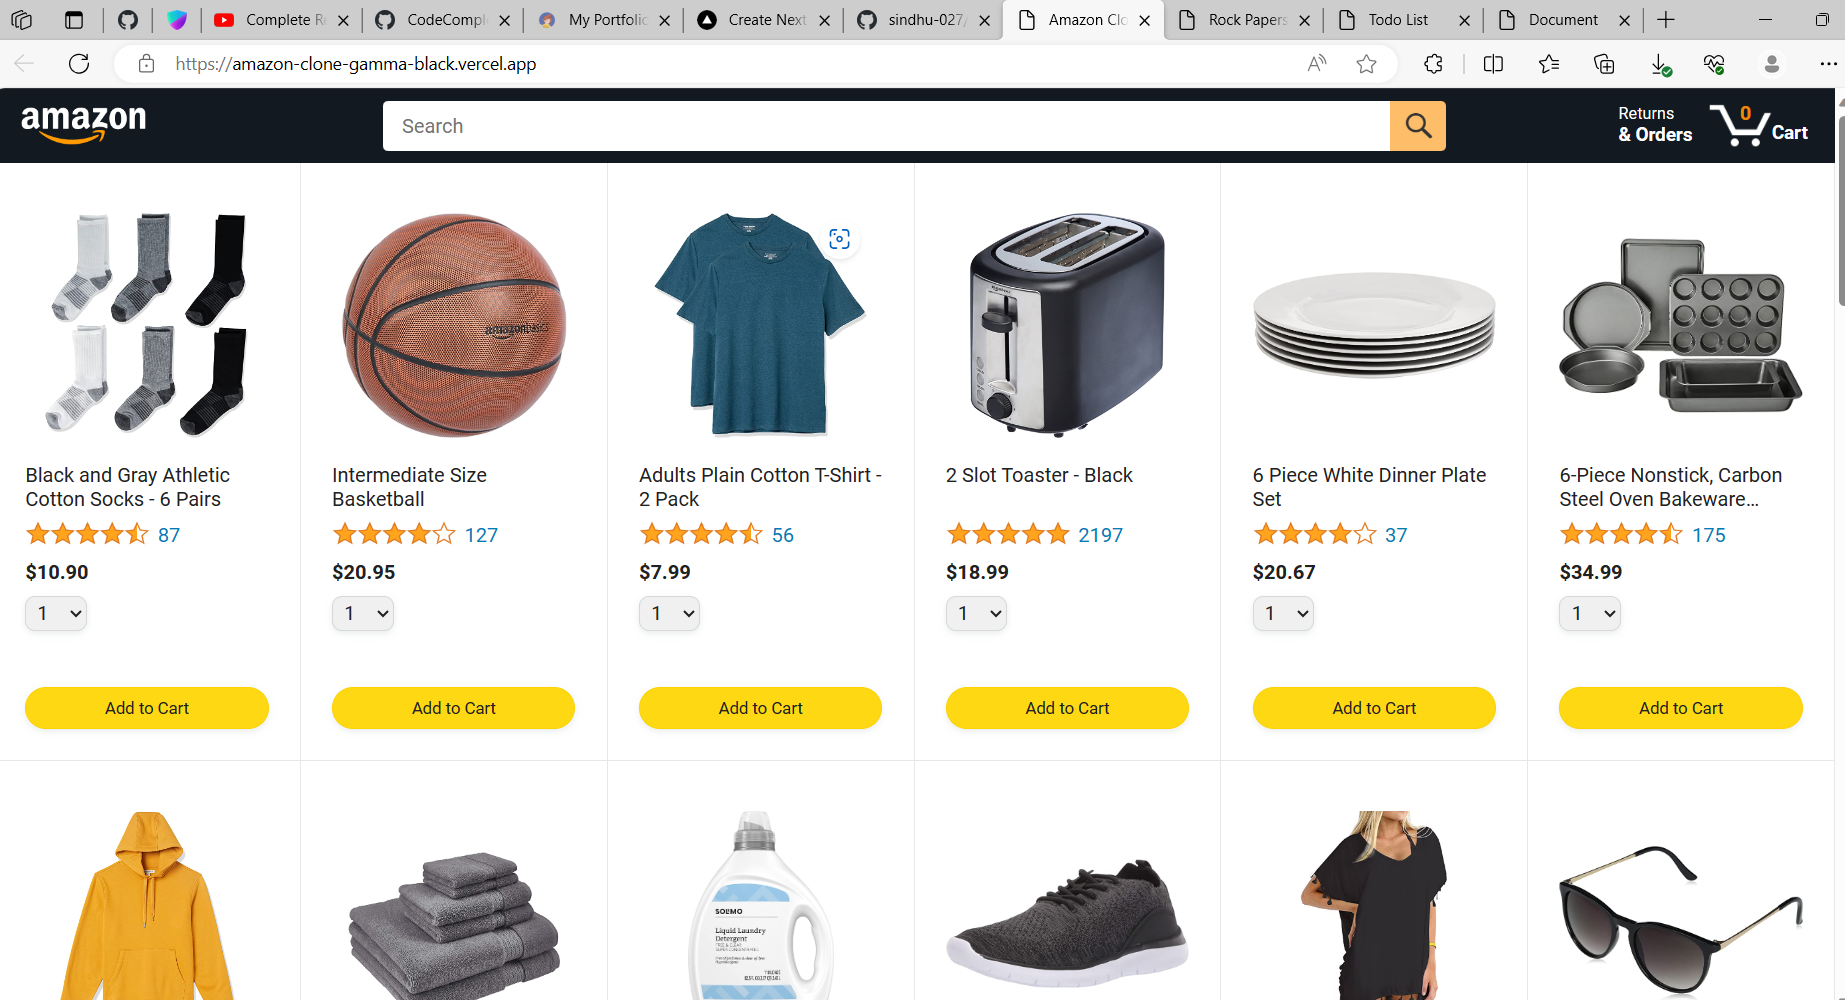 Complete Re
CodeComple
My Portfolio
Create Next
sindhu-027/
Amazon Clo
Rock Papers
Todo List
Document
https://amazon-clone-gamma-black.vercel.app
amazon
Search
Returns
& Orders
0
Cart
amazonbasics
Black and Gray Athletic
Cotton Socks - 6 Pairs
87
$10.90
1
Add to Cart
Intermediate Size
Basketball
127
$20.95
1
Add to Cart
Adults Plain Cotton T-Shirt -
2 Pack
56
$7.99
1
Add to Cart
2 Slot Toaster - Black
2197
$18.99
1
Add to Cart
6 Piece White Dinner Plate
Set
37
$20.67
1
Add to Cart
6-Piece Nonstick, Carbon
Steel Oven Bakeware...
175
$34.99
1
Add to Cart
SOLIMO
Liquid Laundry
Detergent